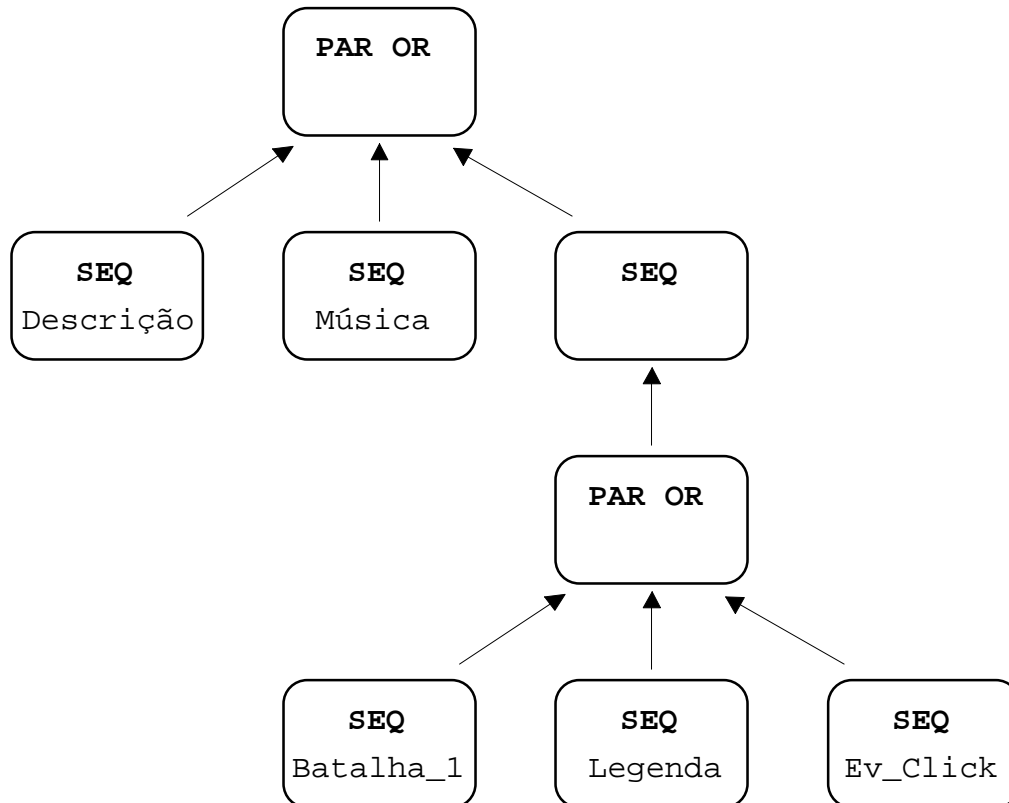 PAR OR
SEQ
Descrição
SEQ
Música
SEQ
PAR OR
SEQ
Batalha_1
SEQ
Legenda
SEQ
Ev_Click